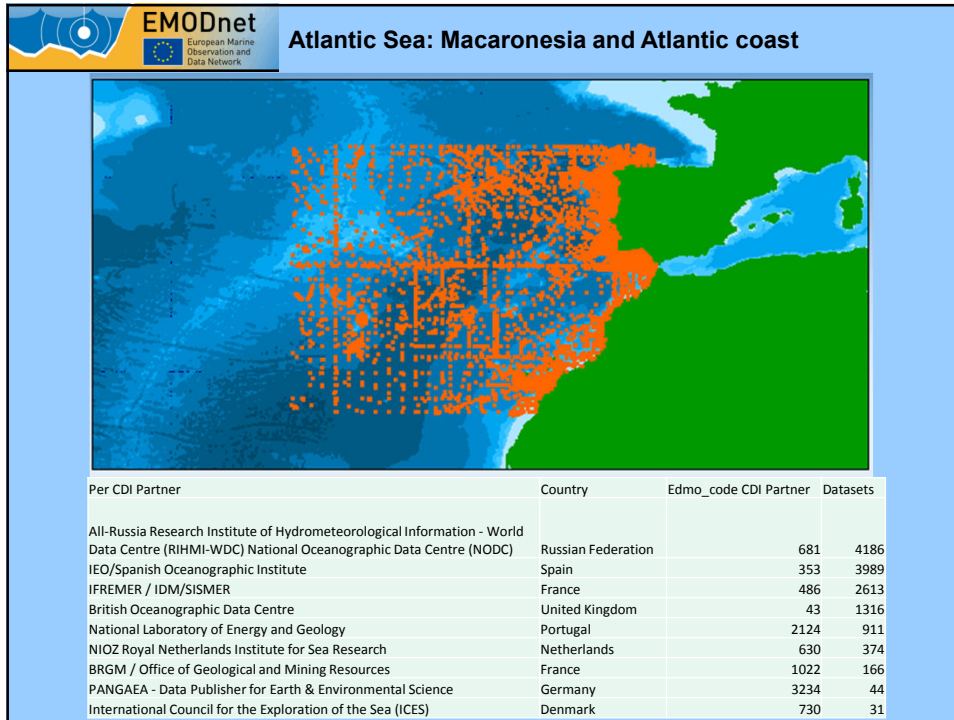 EMODnet
European Marine
Observation and
Data Network
Atlantic Sea: Macaronesia and Atlantic coast
Per CDI Partner Country Edmo_code CDI Partner Datasets
All-Russia Research Institute of Hydrometeorological Information - World
Data Centre (RIHMI-WDC) National Oceanographic Data Centre (NODC) Russian Federation 681 4186
IEO/Spanish Oceanographic Institute Spain 353 3989
IFREMER / IDM/SISMER France 486 2613
British Oceanographic Data Centre United Kingdom 43 1316
National Laboratory of Energy and Geology Portugal 2124 911
NIOZ Royal Netherlands Institute for Sea Research Netherlands 630 374
BRGM / Office of Geological and Mining Resources France 1022 166
PANGAEA - Data Publisher for Earth & Environmental Science Germany 3234 44
International Council for the Exploration of the Sea (ICES) Denmark 730 31